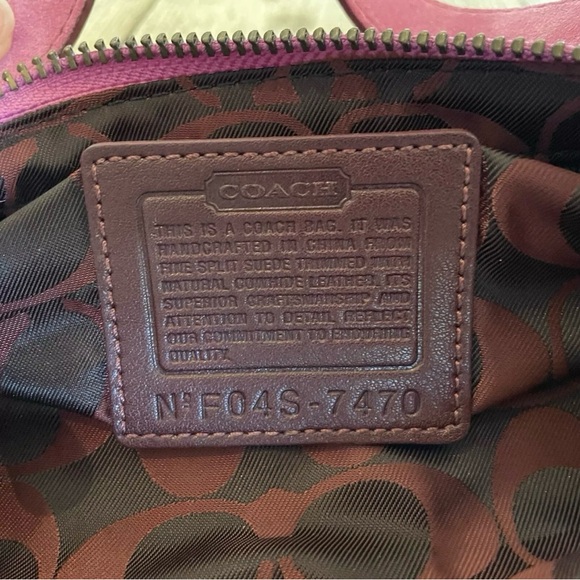 COACH
THIS IS A COACH BAG. IT WAS
HANDCRAFTED IN CHINA FROM
FINE SPLIT SUEDE TRIMMED WITH
NATURAL COWHIDE LEATHER. ITS
SUPERIOR CRAFTSMANSHIP AND
ATTENTION TO DETAIL REFLECT
OUR COMMITMENT TO ENDURING
QUALITY.
Nº F04S-7470